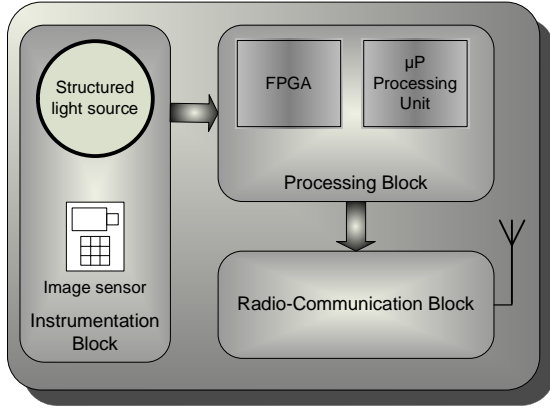 Structured
light source
Image sensor
Instrumentation
Block
FPGA
µP
Processing
Unit
Processing Block
Radio-Communication Block